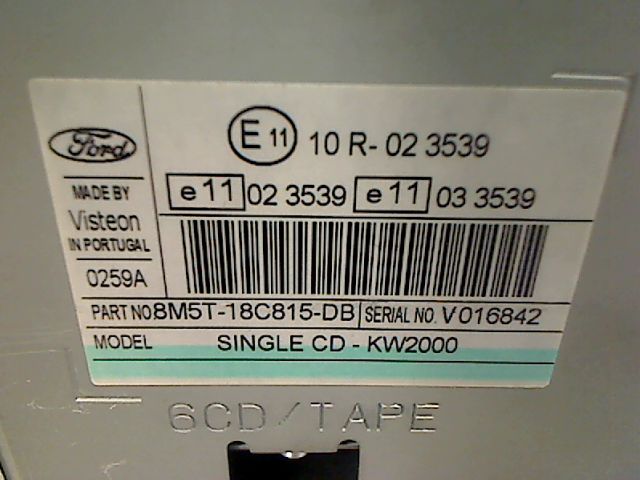 Ford
E 11 10 R- 02 3539
MADE BY
Visteon
IN PORTUGAL
e 11 02 3539 e 11 03 3539
0259A
PART NO 8M5T-18C815-DB SERIAL NO. V016842
MODEL SINGLE CD - KW2000
6CD/TAPE